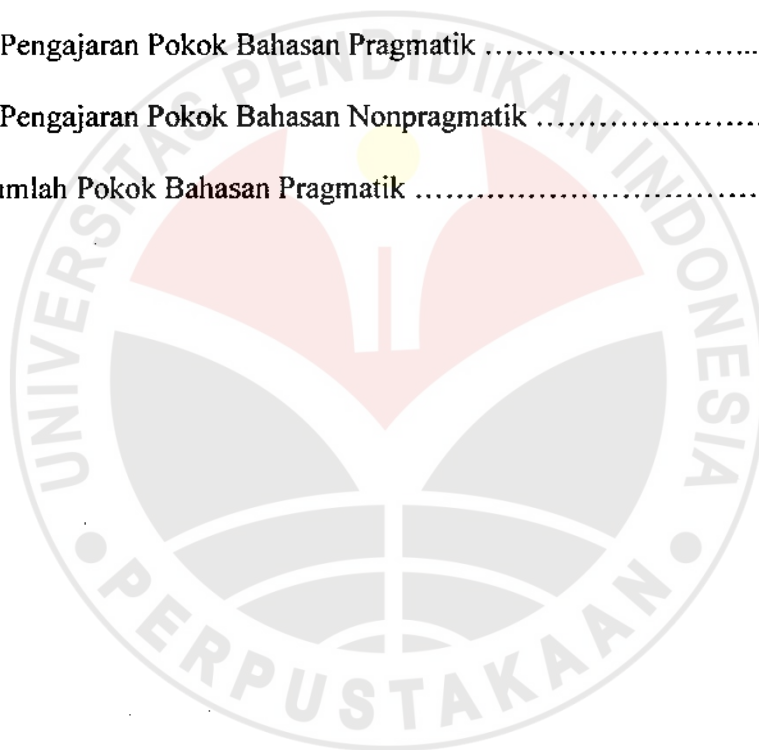 Pengajaran Pokok Bahasan Pragmatik ............................
Pengajaran Pokok Bahasan Nonpragmatik ......................
umlah Pokok Bahasan Pragmatik .................................
UNIVERSITAS PENDIDIKAN INDONESIA
• PERPUSTAKAAN •